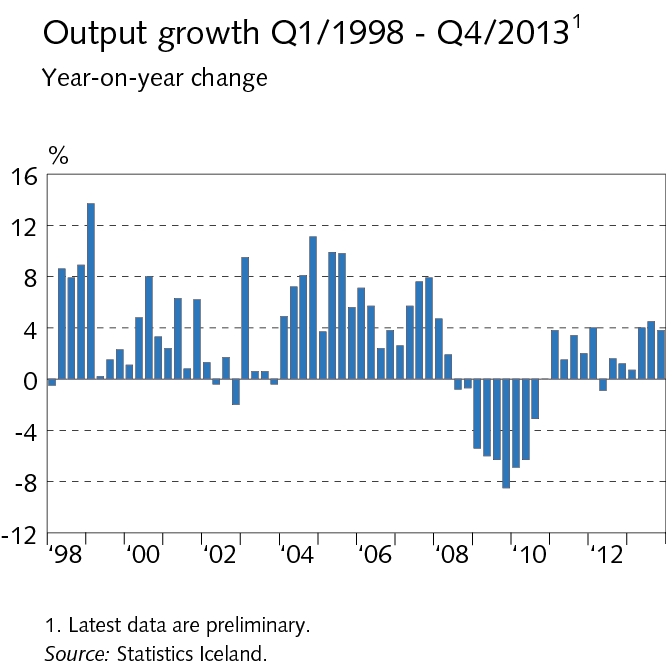 Output growth Q1/1998 - Q4/2013¹
Year-on-year change
%
16
12
8
4
0
-4
-8
-12
‘98 ‘00 ‘02 ‘04 ‘06 ‘08 ‘10 ‘12
1. Latest data are preliminary.
Source: Statistics Iceland.